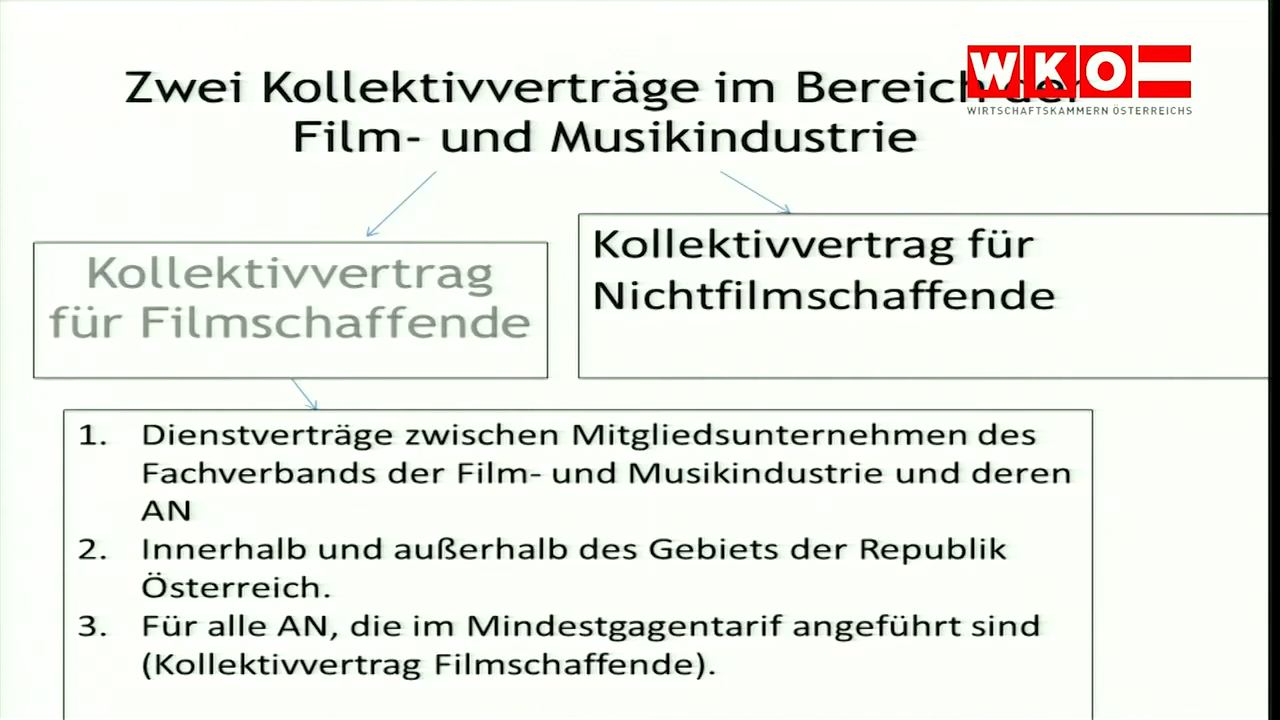 Zwei Kollektivverträge im Bereich der
Film- und Musikindustrie
WKO
WIRTSCHAFTSKAMMERN ÖSTERREICHS
Kollektivvertrag
für Filmschaffende
Kollektivvertrag für
Nichtfilmschaffende
1. Dienstverträge zwischen Mitgliedsunternehmen des
Fachverbands der Film- und Musikindustrie und deren
AN
2. Innerhalb und außerhalb des Gebiets der Republik
Österreich.
3. Für alle AN, die im Mindestgagentarif angeführt sind
(Kollektivvertrag Filmschaffende).